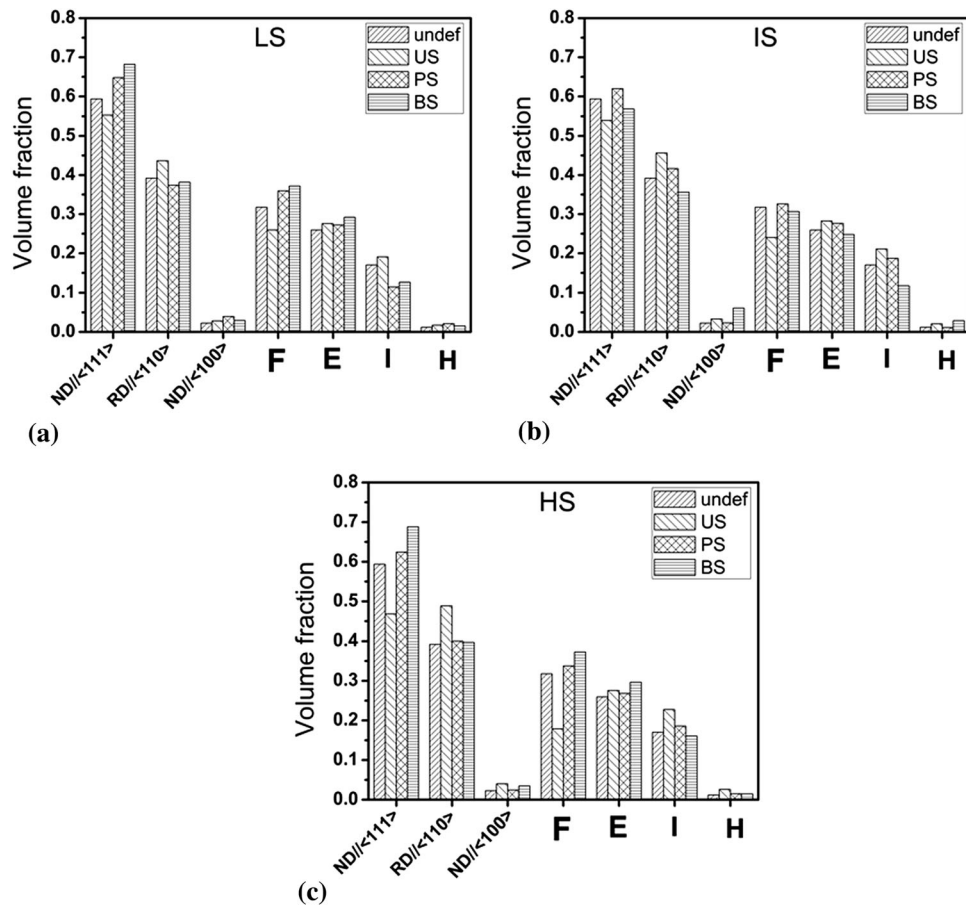 LS
undef
US
PS
BS
Volume fraction
0.8
0.7
0.6
0.5
0.4
0.3
0.2
0.1
0.0
ND//<111>
RD//<110>
ND//<100>
F
E
I
H
(a)
IS
undef
US
PS
BS
Volume fraction
0.8
0.7
0.6
0.5
0.4
0.3
0.2
0.1
0.0
ND//<111>
RD//<110>
ND//<100>
F
E
I
H
(b)
HS
undef
US
PS
BS
Volume fraction
0.8
0.7
0.6
0.5
0.4
0.3
0.2
0.1
0.0
ND//<111>
RD//<110>
ND//<100>
F
E
I
H
(c)